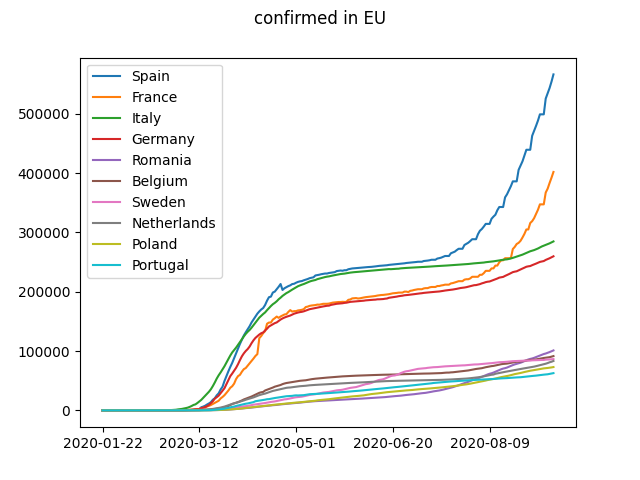 confirmed in EU
Spain
France
Italy
Germany
Romania
Belgium
Sweden
Netherlands
Poland
Portugal
500000
400000
300000
200000
100000
0
2020-01-22 2020-03-12 2020-05-01 2020-06-20 2020-08-09